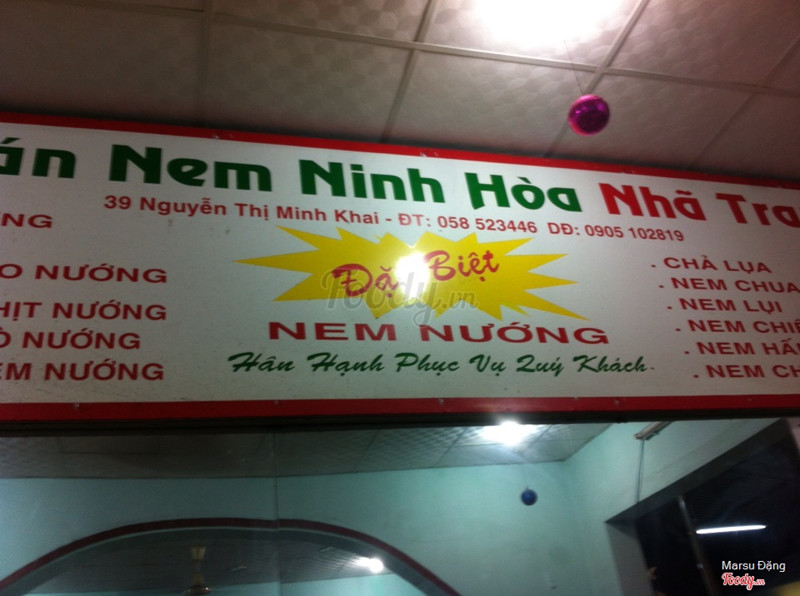 án Nem Ninh Hòa Nhã Tra
39 Nguyễn Thị Minh Khai - ĐT: 058 523446 DĐ: 0905 102819
NG
O NƯỚNG
HỊT NƯỚNG
Ò NƯỚNG
EM NƯỚNG
Đặc Biệt
NEM NƯỚNG
Hân Hạnh Phục Vụ Quý Khách.
. CHẢ LỤA
. NEM CHUA
. NEM LỤI
. NEM CHIÊ
. NEM HẤ
. NEM CH
Foody.vn
Marsu Đặng
Foody.vn